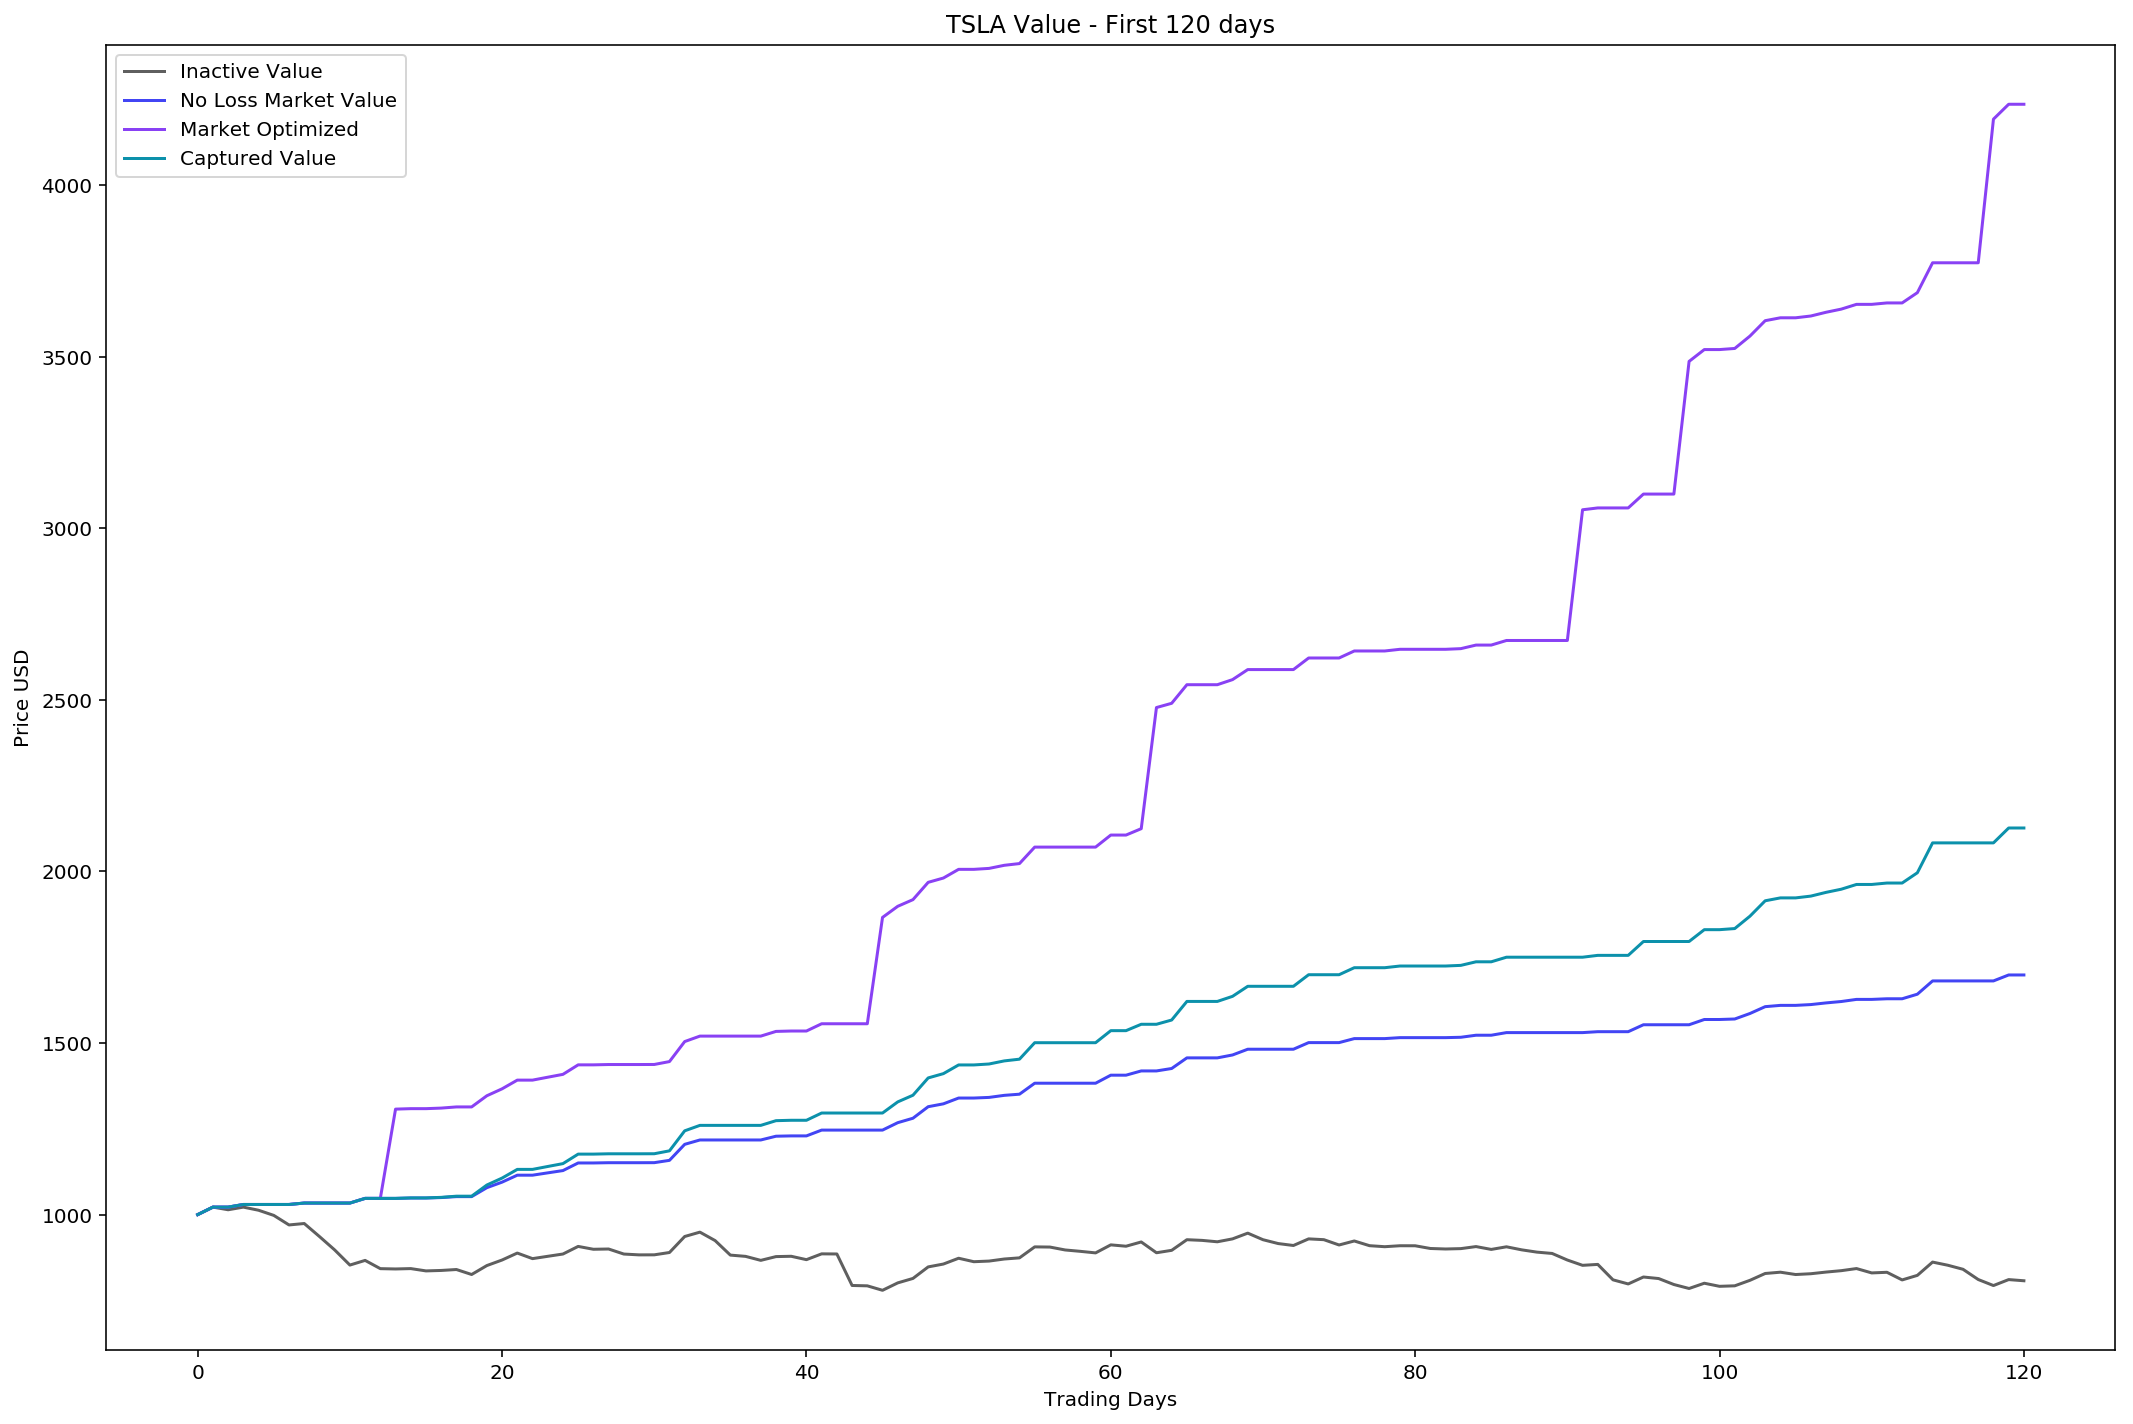 TSLA Value - First 120 days
Inactive Value
No Loss Market Value
Market Optimized
Captured Value
4000
3500
3000
2500
2000
1500
1000
Price USD
0 20 40 60 80 100 120
Trading Days